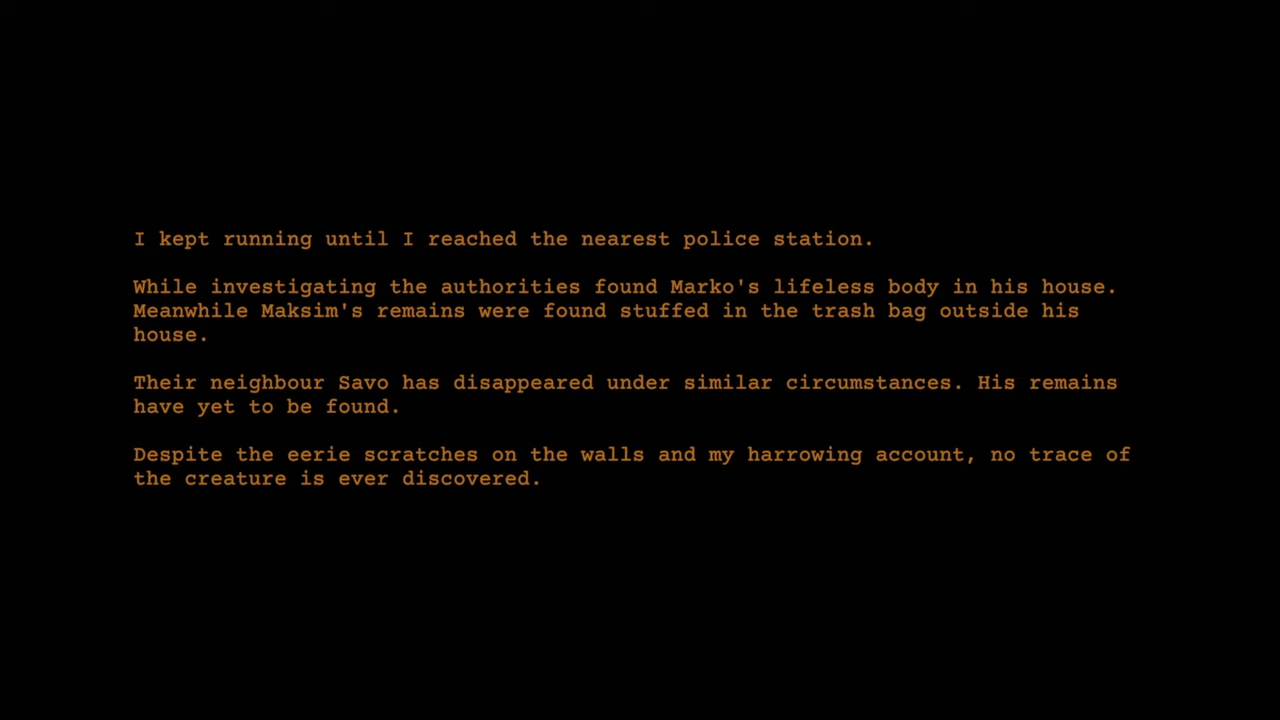 I kept running until I reached the nearest police station.
While investigating the authorities found Marko's lifeless body in his house.
Meanwhile Maksim's remains were found stuffed in the trash bag outside his
house.
Their neighbour Savo has disappeared under similar circumstances. His remains
have yet to be found.
Despite the eerie scratches on the walls and my harrowing account, no trace of
the creature is ever discovered.